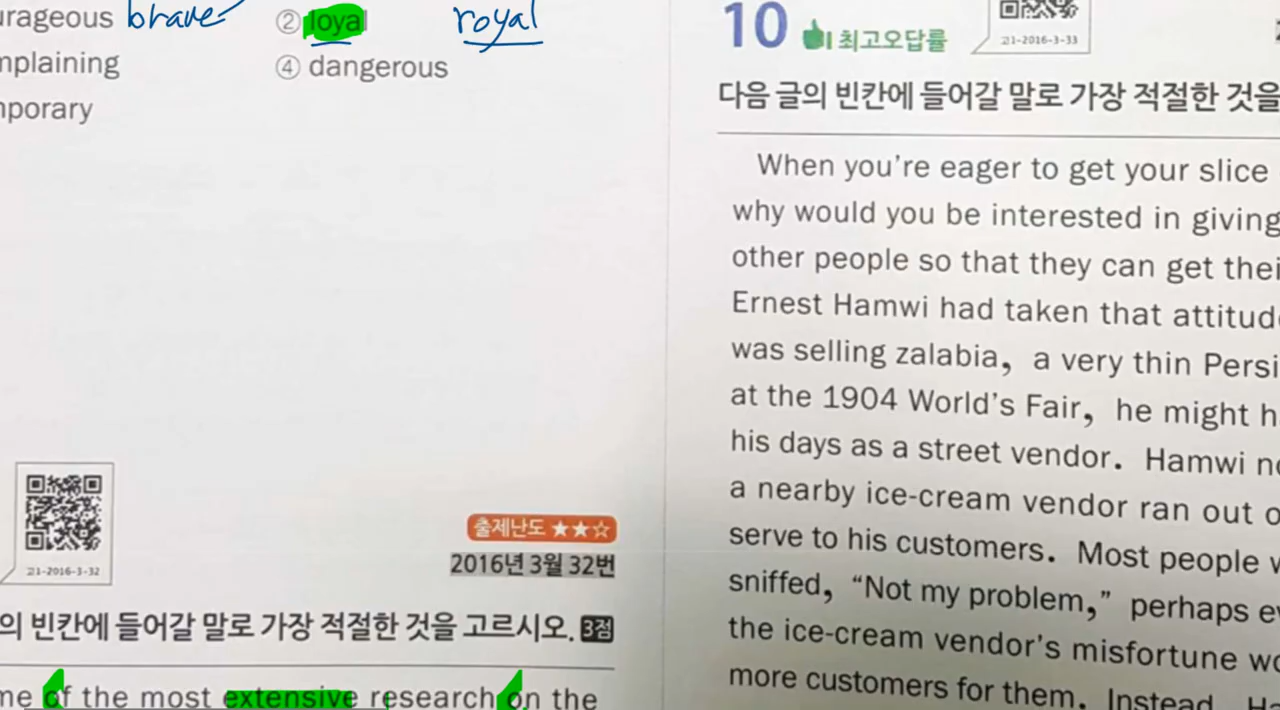 brave
② loyal
royal
④ dangerous
출제난도 ★★☆
21-2016-3-32
2016년 3월 32번
빈칸에 들어갈 말로 가장 적절한 것을 고르시오. 3점
of the most extensive research on the
10 최고오답률
21-2016-3-33
다음 글의 빈칸에 들어갈 말로 가장 적절한 것을
When you're eager to get your slice
why would you be interested in giving
other people so that they can get
Ernest Hamwi had taken that
was selling zalabia, a very thin
at the 1904 World's Fair, he might
his days as a street vendor. Hamwi
a nearby ice-cream vendor ran out
serve to his customers. Most people
sniffed, “Not my problem,” perhaps
the ice-cream vendor's misfortune
more customers for them. Instead,